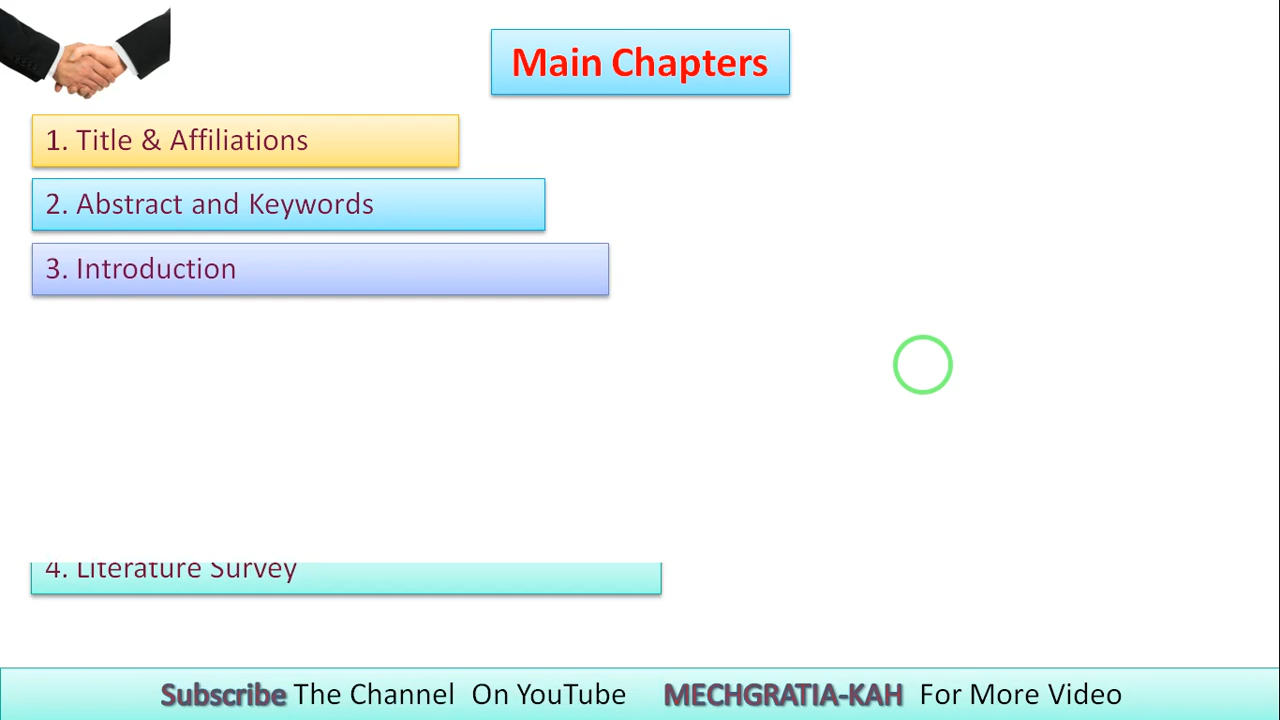 Main Chapters
1. Title & Affiliations
2. Abstract and Keywords
3. Introduction
4. Literature Survey
Subscribe The Channel On YouTube MECHGRATIA-KAH For More Video